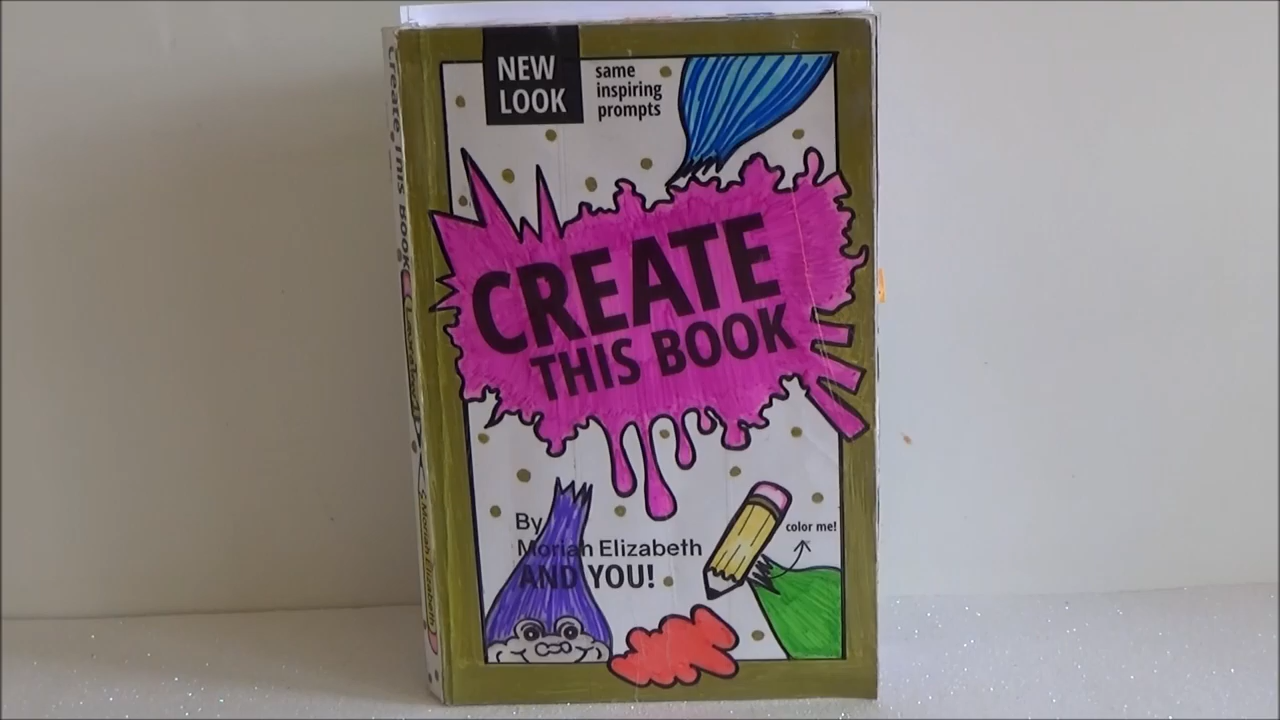 NEW
LOOK
same
inspiring
prompts
CREATE
THIS BOOK
By
Moriah Elizabeth
AND YOU!
color me!
Create This Book
& Moriah Elizabeth